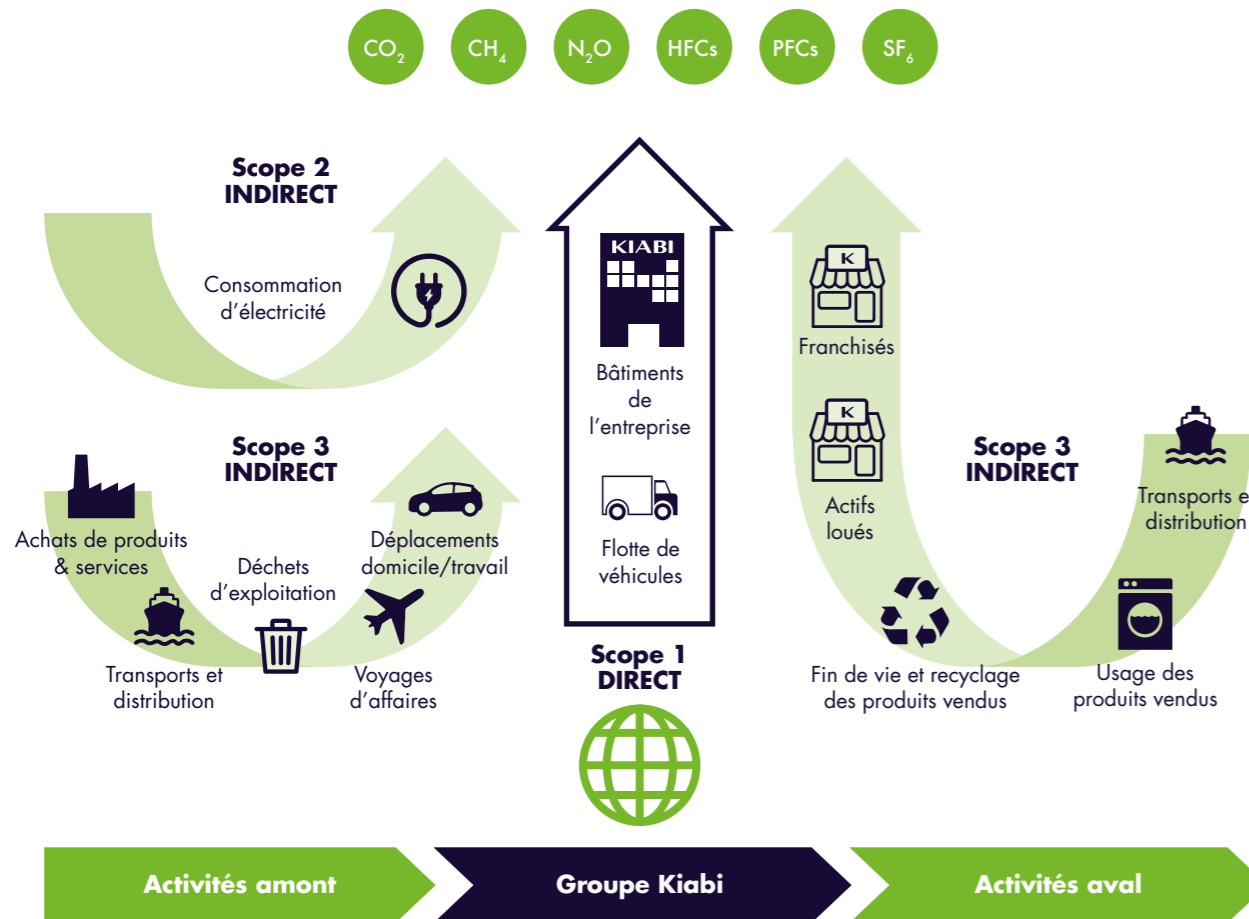 CO₂ CH₄ N₂O HFCs PFCs SF₆
Scope 2
INDIRECT
Consommation
d'électricité
Scope 3
INDIRECT
Achats de produits
& services
Transports et
distribution
Déchets
d'exploitation
Voyages
d'affaires
Déplacements
domicile/travail
KIABI
Bâtiments
de
l'entreprise
Flotte de
véhicules
Scope 1
DIRECT
K
Franchisés
K
Actifs
loués
Fin de vie et recyclage
des produits vendus
Scope 3
INDIRECT
Transports e
distribution
Usage des
produits vendus
Activités amont
Groupe Kiabi
Activités aval